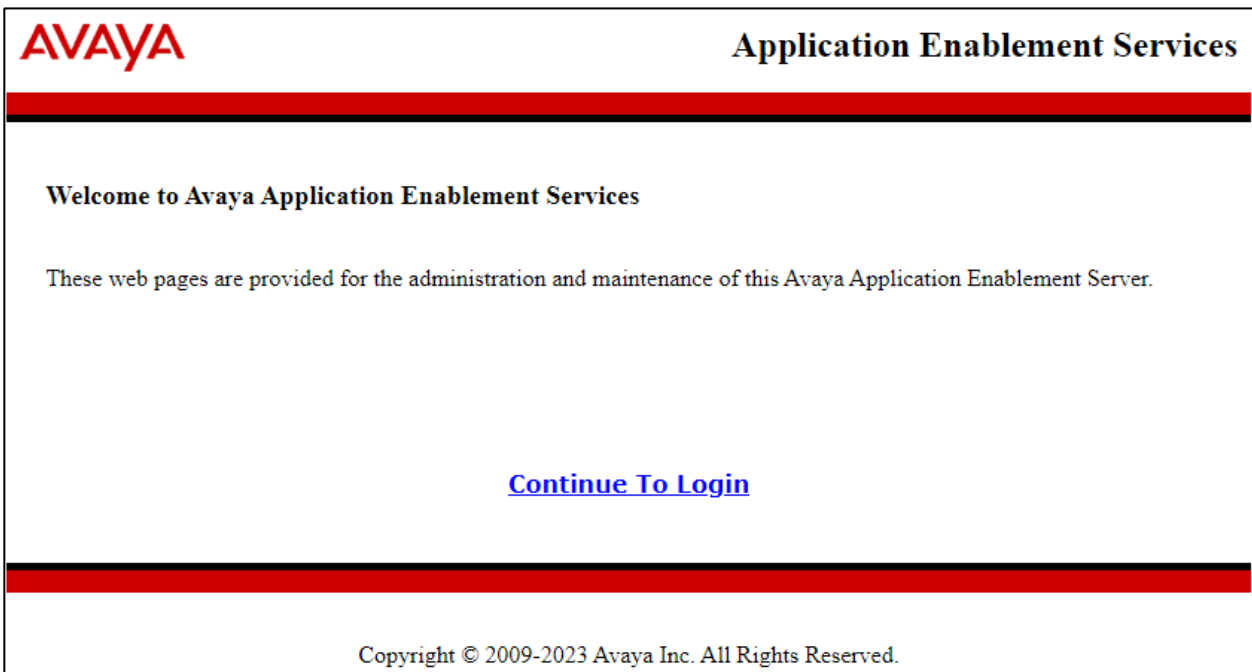 AVAYA
Application Enablement Services
Welcome to Avaya Application Enablement Services
These web pages are provided for the administration and maintenance of this Avaya Application Enablement Server.
Continue To Login
Copyright © 2009-2023 Avaya Inc. All Rights Reserved.